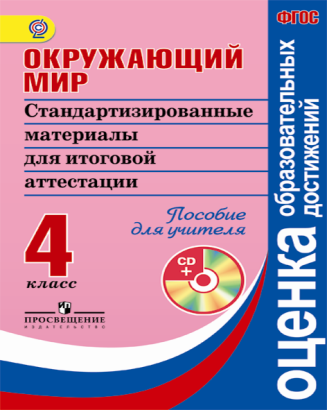 ФГОС
ОКРУЖАЮЩИЙ
МИР
Стандартизированные
материалы
для итоговой
аттестации
Пособие
для учителя
4
класс
CD
+
ПРОСВЕЩЕНИЕ
ИЗДАТЕЛЬСТВО
оценка
образовательных
достижений